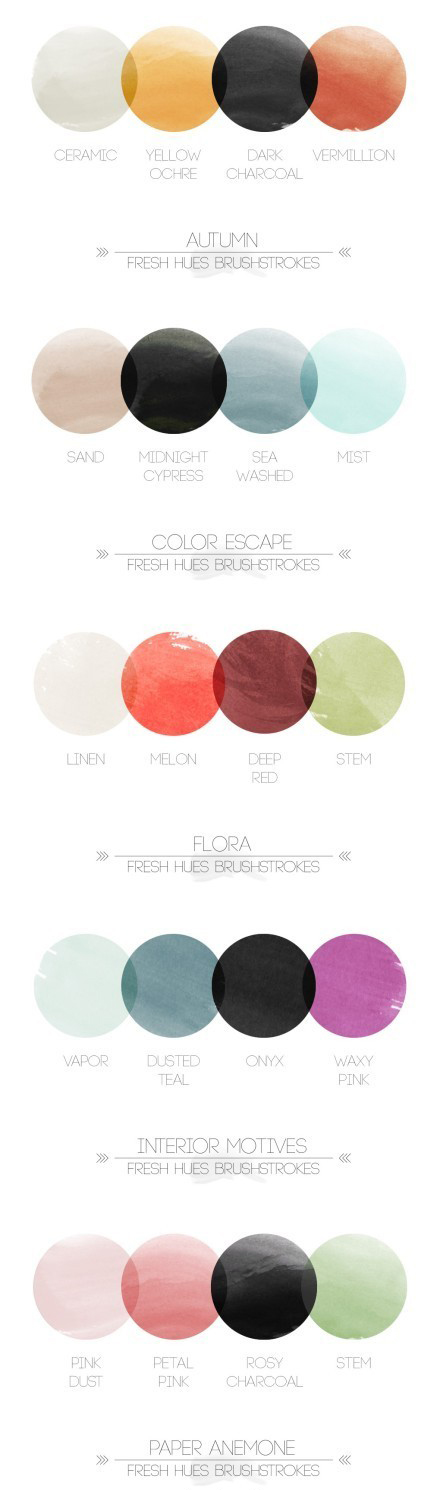 VERMILLION
DARK
CHARCOAL
YELLOW
OCHRE
CERAMIC
AUTUMN
FRESH HUES BRUSHSTROKES
MIST
SEA
WASHED
MIDNIGHT
CYPRESS
SAND
COLOR ESCAPE
FRESH HUES BRUSHSTROKES
STEM
DEEP
RED
MELON
LINEN
FLORA
FRESH HUES BRUSHSTROKES
WAXY
PINK
ONYX
DUSTED
TEAL
VAPOR
INTERIOR MOTIVES
FRESH HUES BRUSHSTROKES
STEM
ROSY
CHARCOAL
PETAL
PINK
PINK
DUST
PAPER ANEMONE
FRESH HUES BRUSHSTROKES